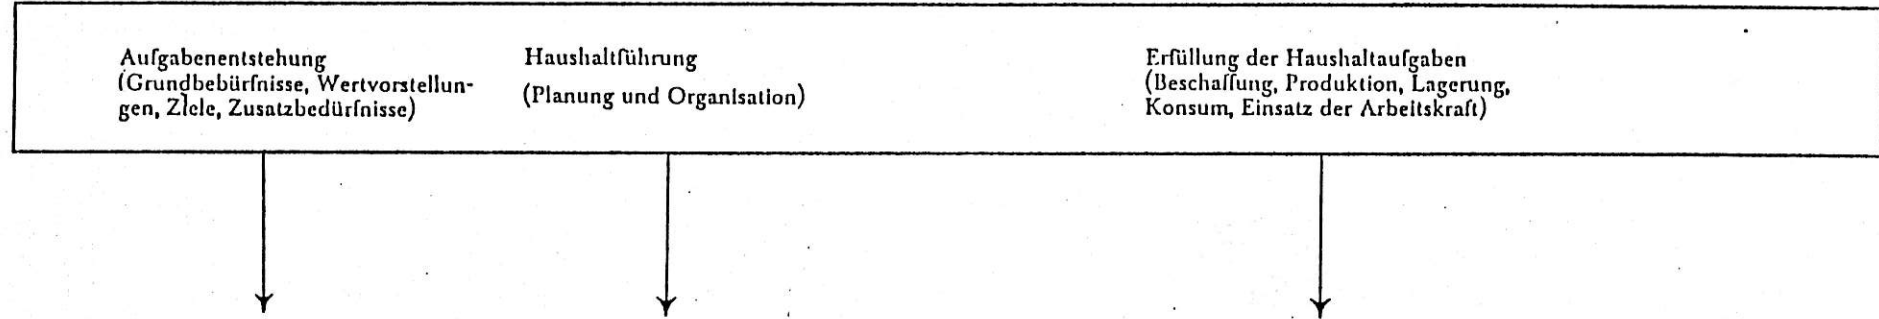 Aufgabenentstehung
(Grundbebürfnisse, Wertvorstellun-
gen, Ziele, Zusatzbedürfnisse)
Haushaltführung
(Planung und Organisation)
Erfüllung der Haushaltaufgaben
(Beschaffung, Produktion, Lagerung,
Konsum, Einsatz der Arbeitskraft)